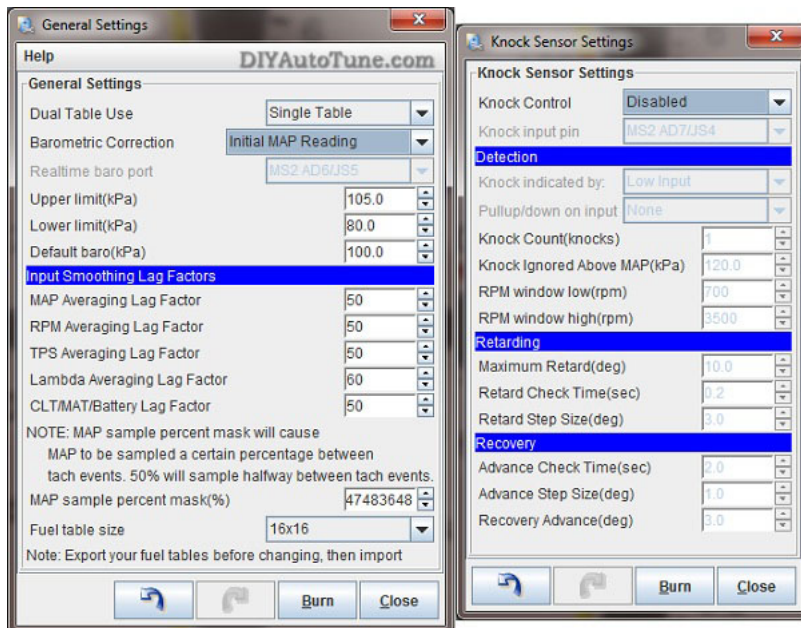 General Settings
Help
DIYAutoTune.com
General Settings
Dual Table Use Single Table
Barometric Correction Initial MAP Reading
Realtime baro port MS2 AD6/JS5
Upper limit(kPa) 105.0
Lower limit(kPa) 80.0
Default baro(kPa) 100.0
Input Smoothing Lag Factors
MAP Averaging Lag Factor 50
RPM Averaging Lag Factor 50
TPS Averaging Lag Factor 50
Lambda Averaging Lag Factor 60
CLT/MAT/Battery Lag Factor 50
NOTE: MAP sample percent mask will cause
MAP to be sampled a certain percentage between
tach events. 50% will sample halfway between tach events.
MAP sample percent mask(%) 47483648
Fuel table size 16x16
Note: Export your fuel tables before changing, then import
Burn Close
Knock Sensor Settings
Knock Sensor Settings
Knock Control Disabled
Knock input pin MS2 AD7/JS4
Detection
Knock indicated by: Low Input
Pullup/down on input None
Knock Count(knocks) 1
Knock Ignored Above MAP(kPa) 120.0
RPM window low(rpm) 700
RPM window high(rpm) 3500
Retarding
Maximum Retard(deg) 10.0
Retard Check Time(sec) 0.2
Retard Step Size(deg) 3.0
Recovery
Advance Check Time(sec) 2.0
Advance Step Size(deg) 1.0
Recovery Advance(deg) 3.0
Burn Close